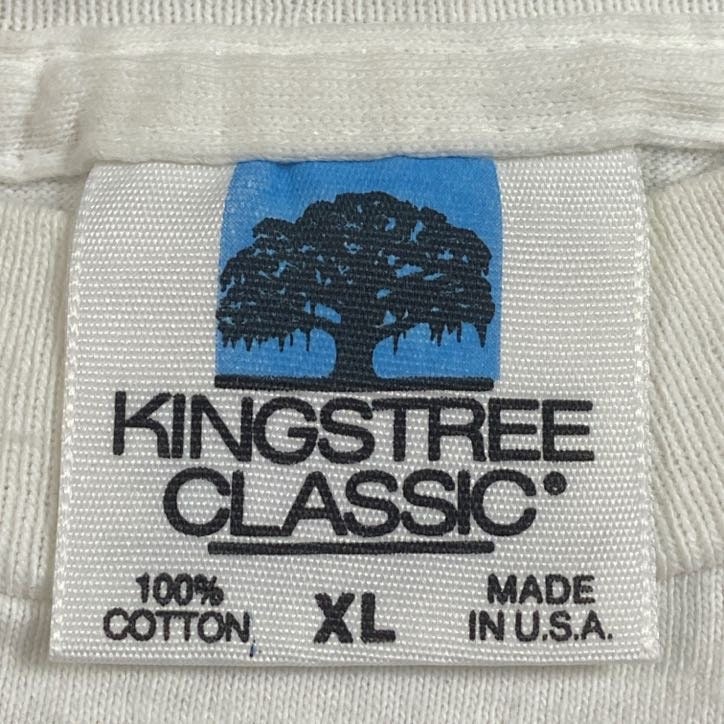 KINGSTREE
CLASSIC®
100%
COTTON
XL
MADE
IN U.S.A.